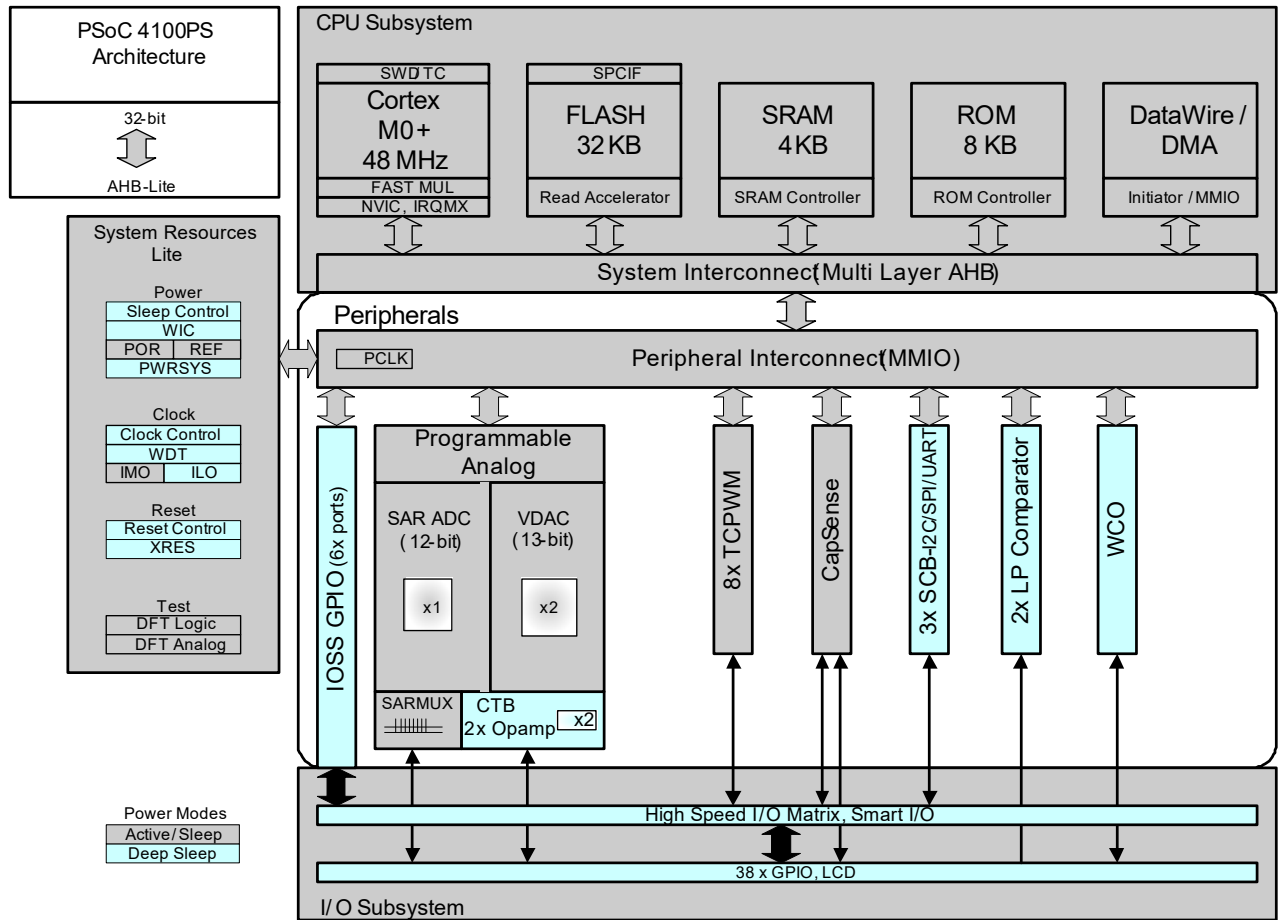 PSoC 4100PS
Architecture
32-bit
AHB-Lite
CPU Subsystem
SWD/TC
Cortex
M0+
48 MHz
FAST MUL
NVIC, IRQMX
SPCIF
FLASH
32 KB
Read Accelerator
SRAM
4 KB
SRAM Controller
ROM
8 KB
ROM Controller
DataWire /
DMA
Initiator / MMIO
System Interconnect (Multi Layer AHB)
System Resources
Lite
Power
Sleep Control
WIC
POR
REF
PWRSYS
Clock
Clock Control
WDT
IMO
ILO
Reset
Reset Control
XRES
Test
DFT Logic
DFT Analog
Peripherals
PCLK
Peripheral Interconnect (MMIO)
IOSS GPIO (6x ports)
Programmable
Analog
SAR ADC
(12-bit)
x1
VDAC
(13-bit)
x2
SARMUX
CTB
2x Opamp
x2
8x TCPWM
CapSense
3x SCB-I2C/SPI/UART
2x LP Comparator
WCO
Power Modes
Active/Sleep
Deep Sleep
High Speed I/O Matrix, Smart I/O
38 x GPIO, LCD
I/O Subsystem